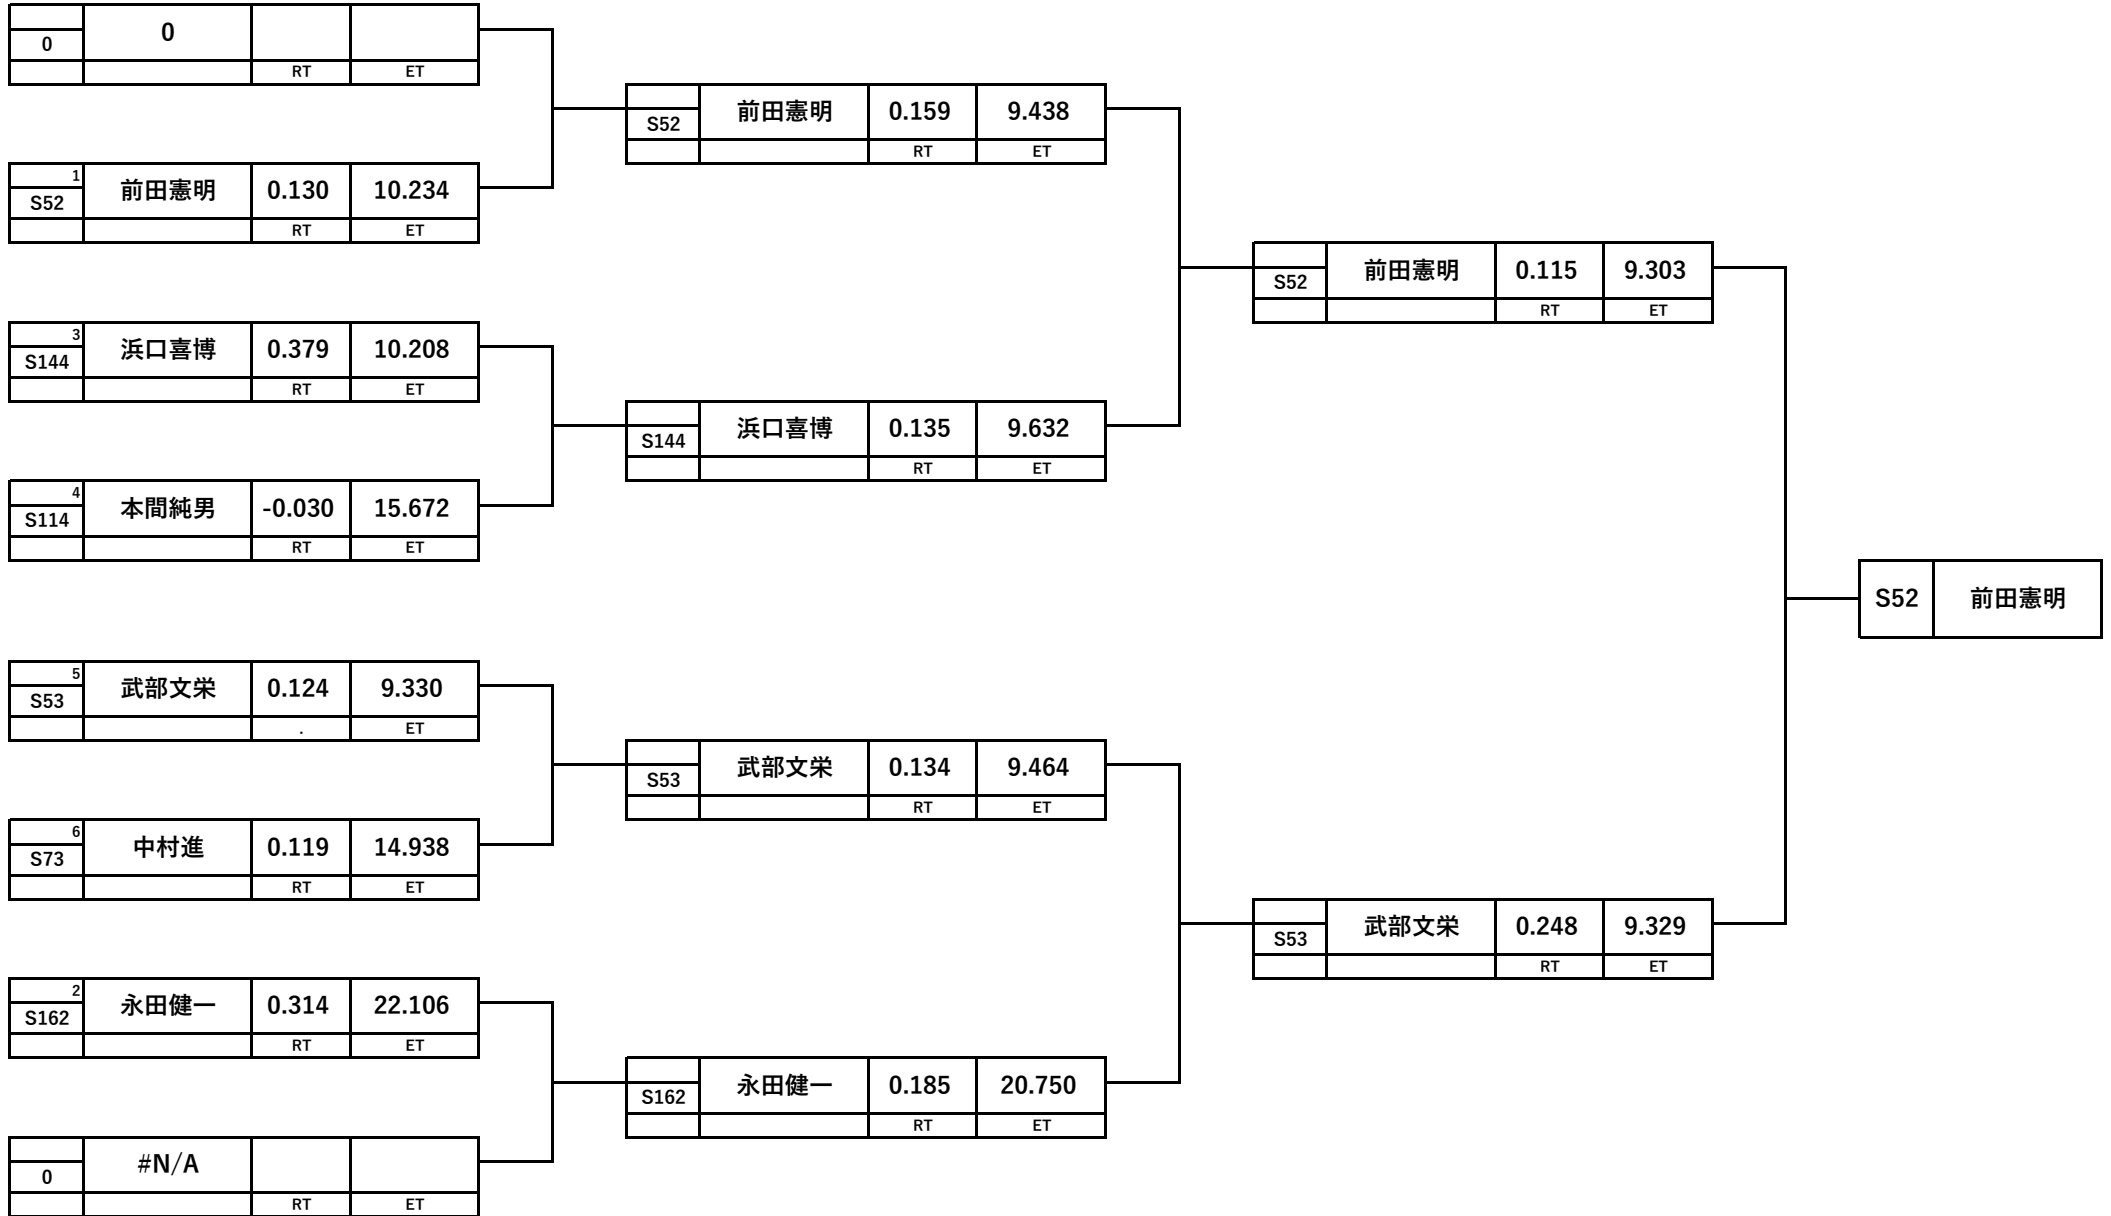 0
0
RT ET
1
S52 前田憲明 0.130 10.234
RT ET
3
S144 浜口喜博 0.379 10.208
RT ET
4
S114 本間純男 -0.030 15.672
RT ET
5
S53 武部文栄 0.124 9.330
. ET
6
S73 中村進 0.119 14.938
RT ET
2
S162 永田健一 0.314 22.106
RT ET
#N/A
0
RT ET
S52 前田憲明 0.159 9.438
RT ET
S144 浜口喜博 0.135 9.632
RT ET
S53 武部文栄 0.134 9.464
RT ET
S162 永田健一 0.185 20.750
RT ET
S52 前田憲明 0.115 9.303
RT ET
S53 武部文栄 0.248 9.329
RT ET
S52 前田憲明